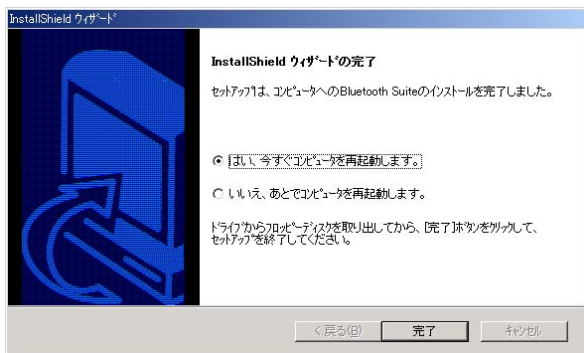 InstallShield ウィザード
InstallShield ウィザードの完了
セットアップは、コンピュータへのBluetooth Suiteのインストールを完了しました。
はい、今すぐコンピュータを再起動します。
いいえ、あとでコンピュータを再起動します。
ドライブからフロッピーディスクを取り出してから、[完了]ボタンをクリックして、
セットアップを終了してください。
< 戻る(B)
完了
キャンセル